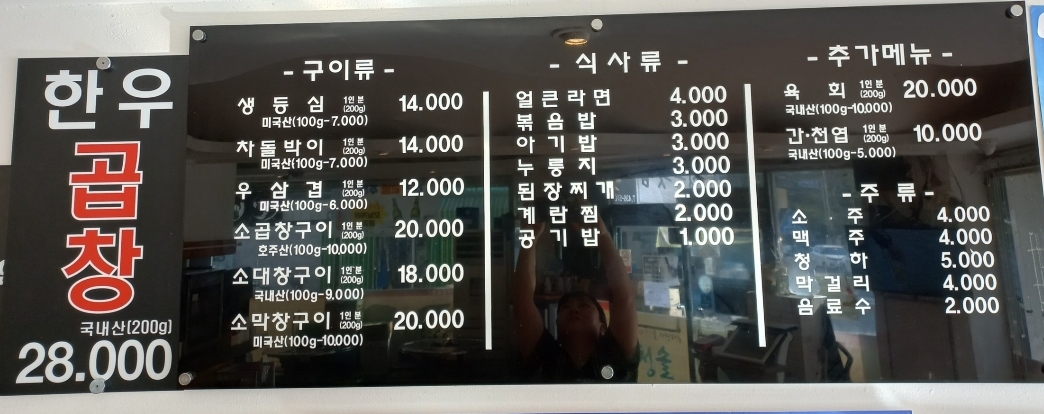 한우
곱
창
국내산(200g)
28.000
- 구이류 -
생 등 심 1인분 (200g) 14.000
미국산(100g-7.000)
차돌박이 1인분 (200g) 14.000
미국산(100g-7.000)
우 삼 겹 1인분 (200g) 12.000
미국산(100g-6.000)
소곱창구이 1인분 (200g) 20.000
호주산(100g-10.000)
소대창구이 1인분 (200g) 18.000
국내산(100g-9.000)
소막창구이 1인분 (200g) 20.000
미국산(100g-10.000)
- 식 사 류 -
얼큰라면 4.000
볶음밥 3.000
아기밥 3.000
누룽지 3.000
된장찌개 2.000
계란찜 2.000
공기밥 1.000
- 추가메뉴 -
육 회 1인분 (200g) 20.000
국내산(100g-10.000)
간·천엽 1인분 (200g) 10.000
국내산(100g-5.000)
- 주 류 -
소 주 4.000
맥 주 4.000
청 하 5.000
막 걸 리 4.000
음 료 수 2.000